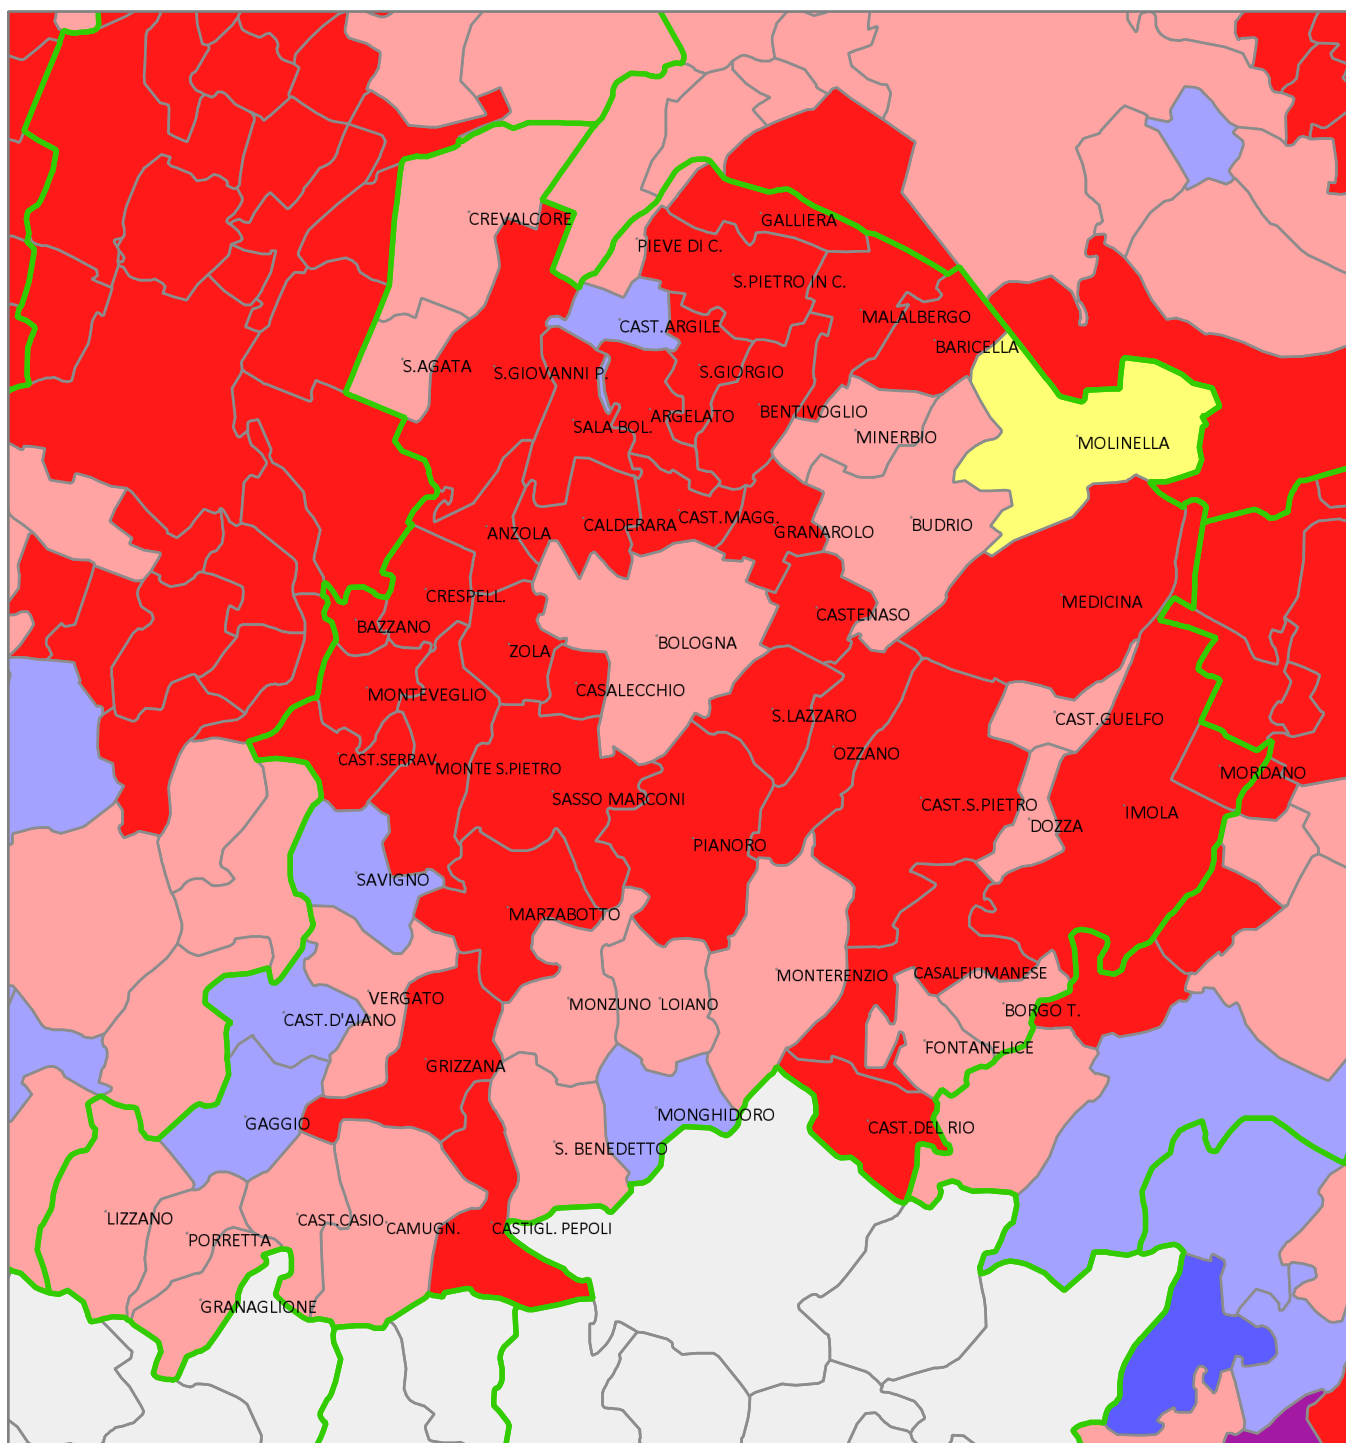 CREVALCORE
GALLIERA
PIEVE DI C.
S.PIETRO IN C.
MALALBERGO
CAST.ARGILE
BARICELLA
S.AGATA
S.GIOVANNI P.
S.GIORGIO
BENTIVOGLIO
ARGELATO
SALA BOL.
MINERBIO
MOLINELLA
CAST.MAGG.
CALDERARA
BUDRIO
ANZOLA
GRANAROLO
CRESPELL.
MEDICINA
CASTENASO
BAZZANO
BOLOGNA
ZOLA
CASALECCHIO
MONTEVEGLIO
S.LAZZARO
CAST.GUELFO
OZZANO
CAST.SERRAV.
MONTE S.PIETRO
MORDANO
SASSO MARCONI
CAST.S.PIETRO
IMOLA
DOZZA
PIANORO
SAVIGNO
MARZABOTTO
CASALFIUMANESE
MONTERENZIO
VERGATO
MONZUNO
LOIANO
BORGO T.
CAST.D'AIANO
FONTANELICE
GRIZZANA
MONGHIDORO
GAGGIO
CAST.DEL RIO
S. BENEDETTO
LIZZANO
CAST.CASIO
CAMUGN.
CASTIGL. PEPOLI
PORRETTA
GRANAGLIONE